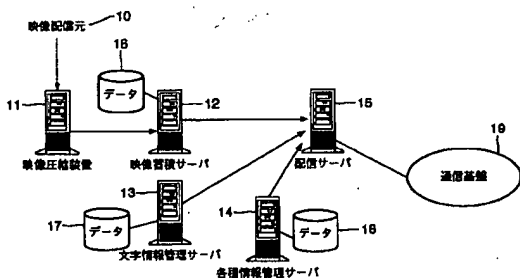 映像配信元 10
16
11
データ
12
15
映像圧縮装置
映像蓄積サーバ
配信サーバ
19
通信基盤
13
17
データ
文字情報管理サーバ
14
データ
18
各種情報管理サーバ